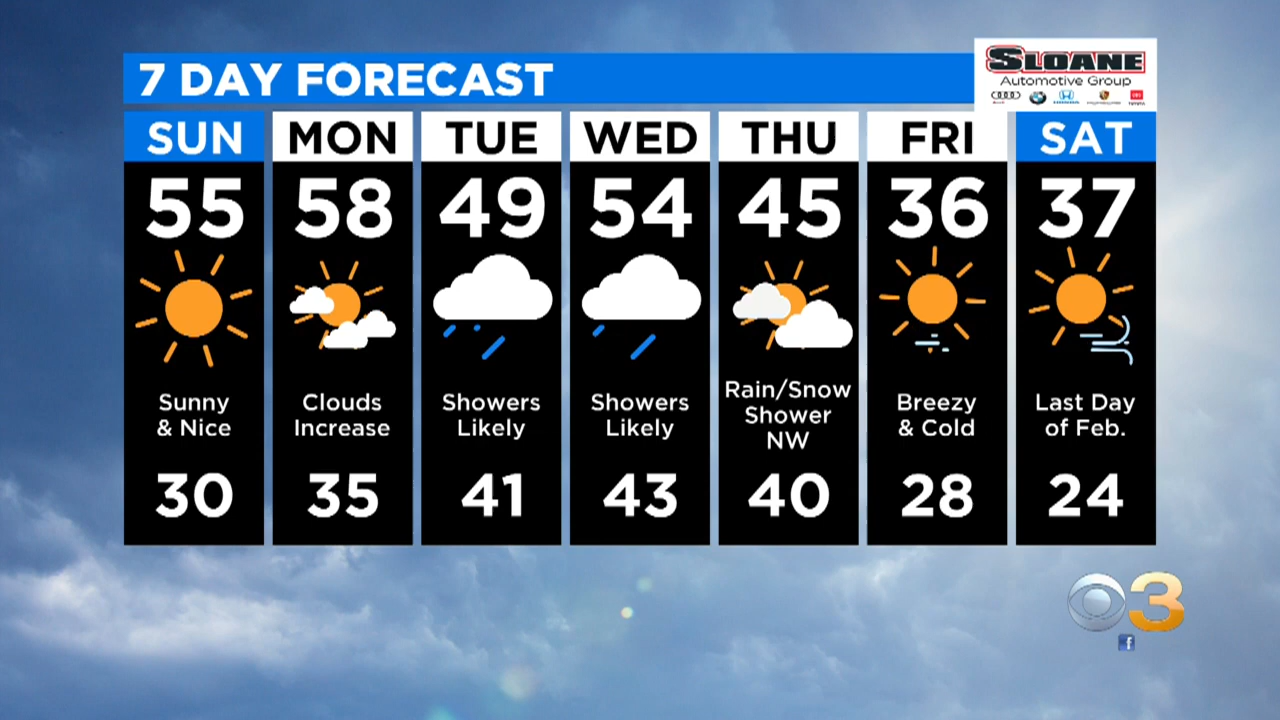 7 DAY FORECAST
SLOANE
Automotive Group
SUN
MON
TUE
WED
THU
FRI
SAT
55
58
49
54
45
36
37
Sunny
& Nice
Clouds
Increase
Showers
Likely
Showers
Likely
Rain/Snow
Shower
NW
Breezy
& Cold
Last Day
of Feb.
30
35
41
43
40
28
24
3
f